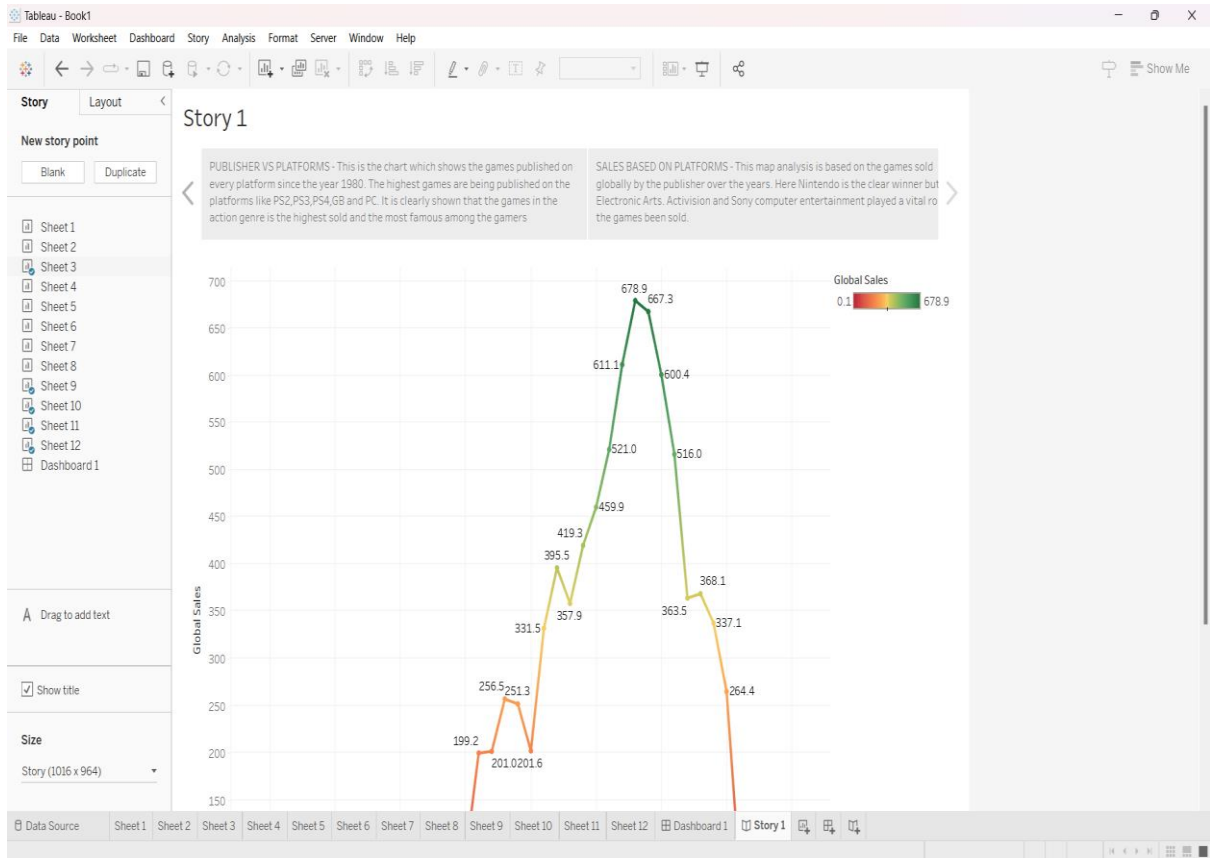 Tableau - Book1
File Data Worksheet Dashboard Story Analysis Format Server Window Help
Show Me
Story Layout
New story point
Blank Duplicate
Sheet 1
Sheet 2
Sheet 3
Sheet 4
Sheet 5
Sheet 6
Sheet 7
Sheet 8
Sheet 9
Sheet 10
Sheet 11
Sheet 12
Dashboard 1
A Drag to add text
Show title
Size
Story (1016 x 964)
Story 1
PUBLISHER VS PLATFORMS - This is the chart which shows the games published on
every platform since the year 1980. The highest games are being published on the
platforms like PS2,PS3,PS4,GB and PC. It is clearly shown that the games in the
action genre is the highest sold and the most famous among the gamers
SALES BASED ON PLATFORMS - This map analysis is based on the games sold
globally by the publisher over the years. Here Nintendo is the clear winner but
Electronic Arts. Activision and Sony computer entertainment played a vital ro
the games been sold.
Global Sales
0.1 678.9
700
650
600
550
500
450
400
350
300
250
200
150
Global Sales
678.9
667.3
611.1
600.4
521.0
516.0
459.9
419.3
395.5
357.9
368.1
363.5
331.5
337.1
256.5
251.3
264.4
199.2
201.0
201.6
Data Source Sheet 1 Sheet 2 Sheet 3 Sheet 4 Sheet 5 Sheet 6 Sheet 7 Sheet 8 Sheet 9 Sheet 10 Sheet 11 Sheet 12 Dashboard 1 Story 1